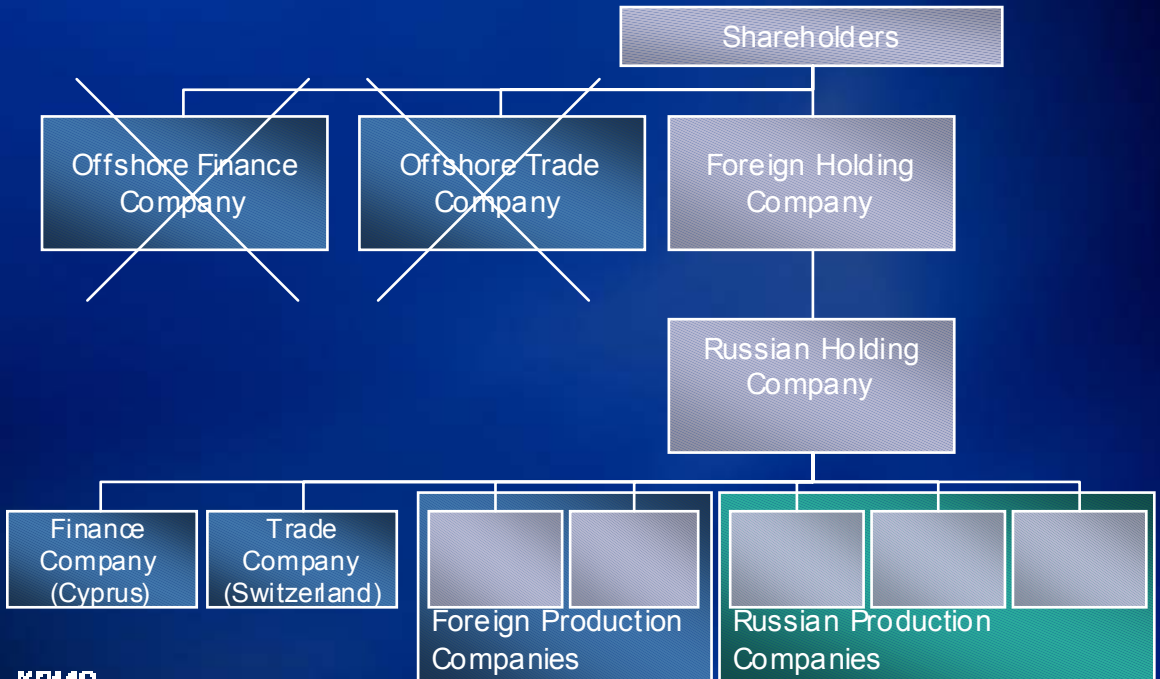 Shareholders
Offshore Finance
Company
Offshore Trade
Company
Foreign Holding
Company
Russian Holding
Company
Finance
Company
(Cyprus)
Trade
Company
(Switzerland)
Foreign Production
Companies
Russian Production
Companies